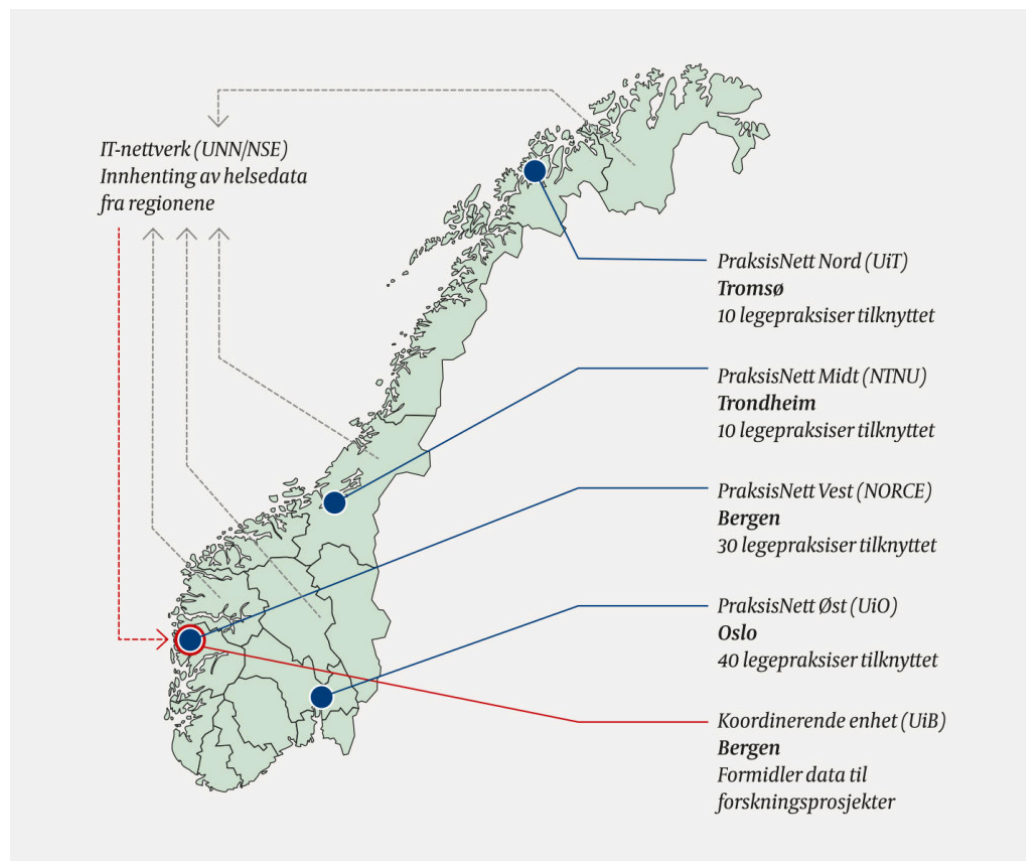 IT-nettverk (UNN/NSE)
Innhenting av helsedata
fra regionene
PraksisNett Nord (UiT)
Tromsø
10 legepraksiser tilknyttet
PraksisNett Midt (NTNU)
Trondheim
10 legepraksiser tilknyttet
PraksisNett Vest (NORCE)
Bergen
30 legepraksiser tilknyttet
PraksisNett Øst (UiO)
Oslo
40 legepraksiser tilknyttet
Koordinerende enhet (UiB)
Bergen
Formidler data til
forskningsprosjekter